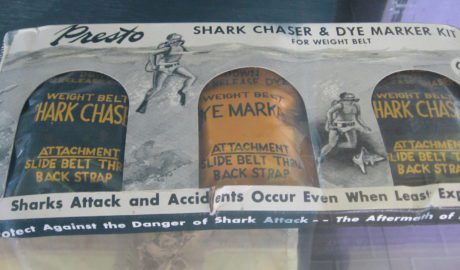 Presto
SHARK CHASER & DYE MARKER KIT
FOR WEIGHT BELT
WEIGHT BELT
HARK CHAS
ATTACHMENT
SLIDE BELT THR
BACK STRAP
WEIGHT BELT
YE MARK
ATTACHMENT
SLIDE BELT THR
BACK STRAP
WEIGHT BELT
HARK CHAS
ATTACHMENT
SLIDE BELT THR
BACK STRAP
Sharks Attack and Accidents Occur Even When Least Exp
otect Against the Danger of Shark Attack -- The Aftermath of